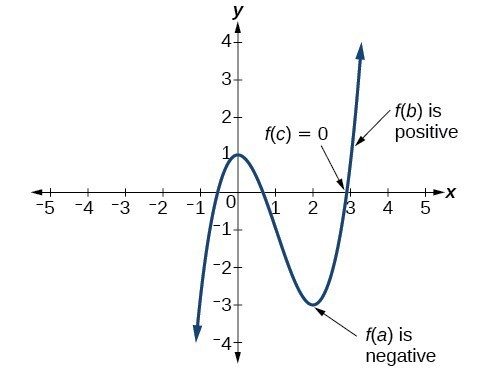 y
4
3
2
1
f(b) is
positive
f(c) = 0
x
–5 –4 –3 –2 –1 0 1 2 3 4 5
–1
–2
–3
–4
f(a) is
negative